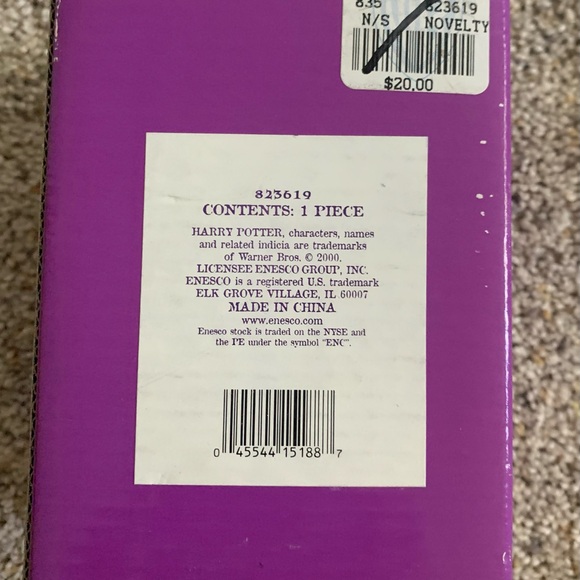 835 823619
N/S NOVELTY
$20.00
823619
CONTENTS: 1 PIECE
HARRY POTTER, characters, names
and related indicia are trademarks
of Warner Bros. © 2000.
LICENSEE ENESCO GROUP, INC.
ENESCO is a registered U.S. trademark
ELK GROVE VILLAGE, IL 60007
MADE IN CHINA
www.enesco.com
Enesco stock is traded on the NYSE and
the PE under the symbol "ENC".
0 45544 15188 7